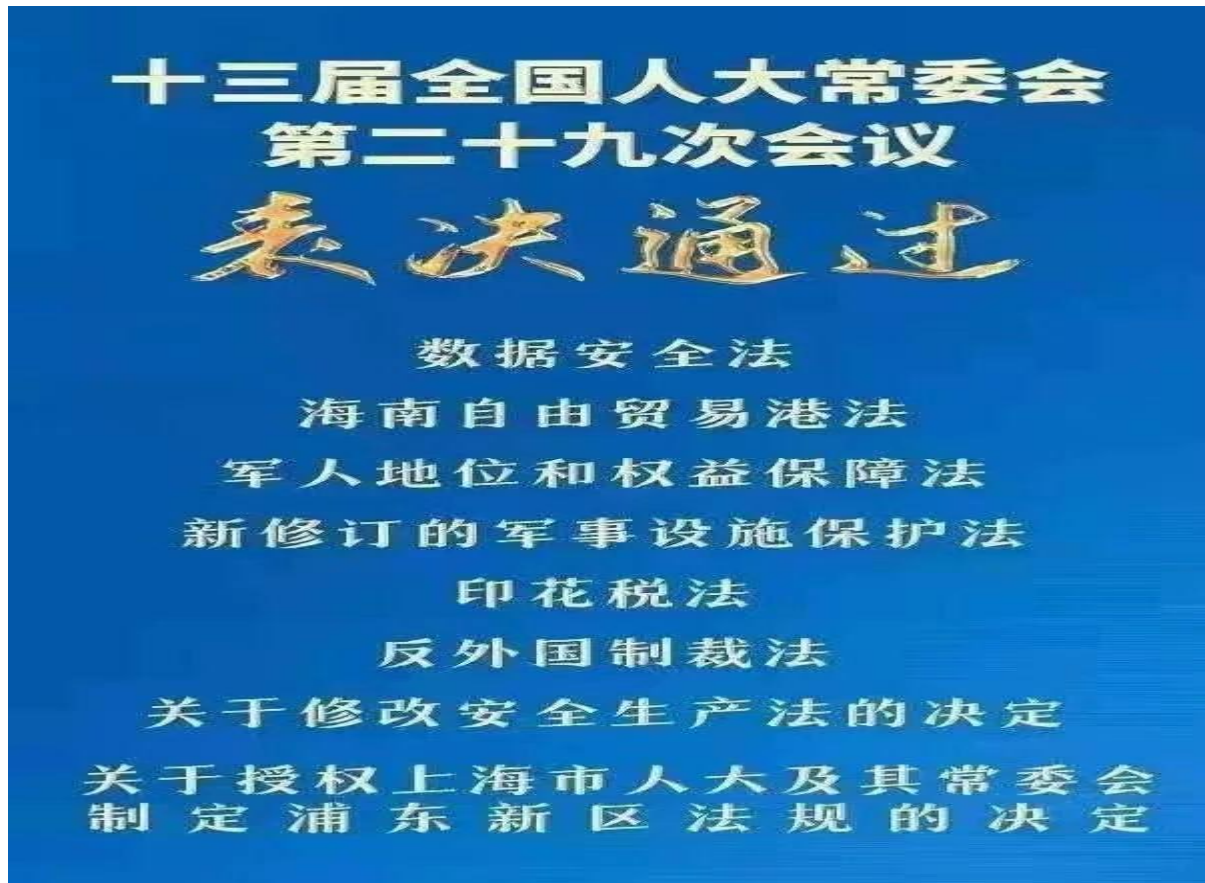 十三届全国人大常委会
第二十九次会议
表决通过
数据安全法
海南自由贸易港法
军人地位和权益保障法
新修订的军事设施保护法
印花税法
反外国制裁法
关于修改安全生产法的决定
关于授权上海市人大及其常委会
制定浦东新区法规的决定